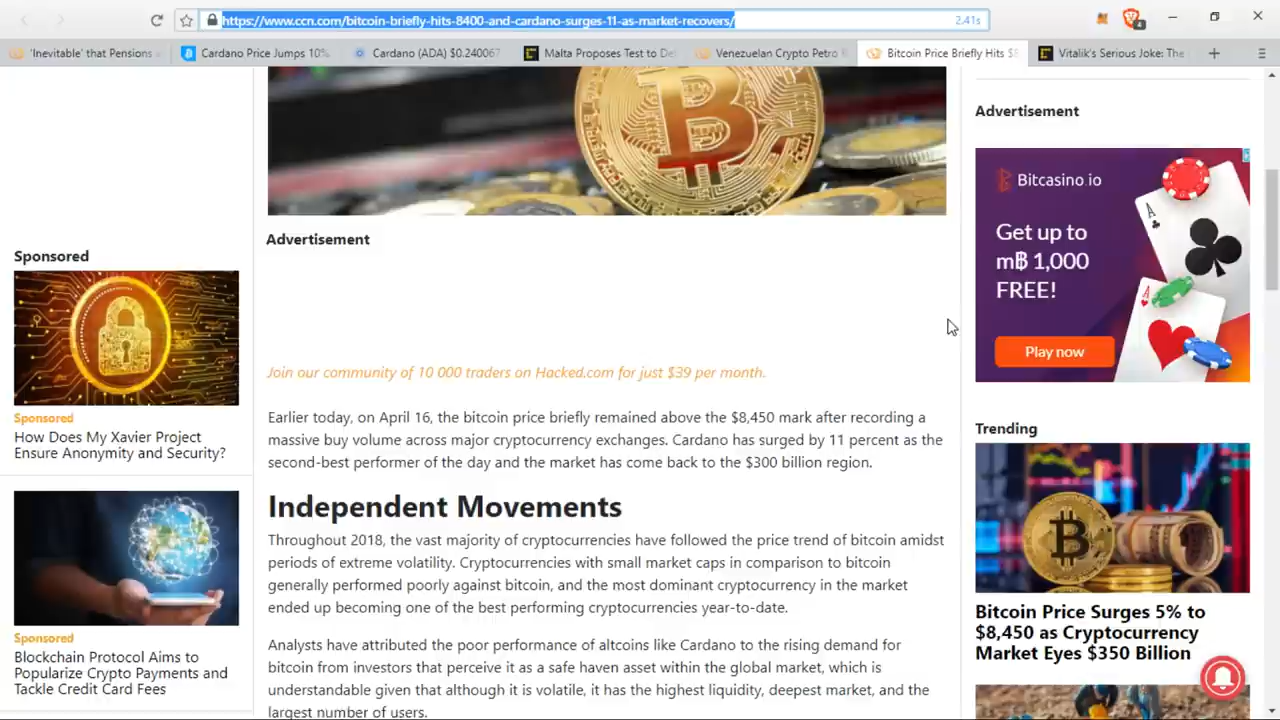 https://www.ccn.com/bitcoin-briefly-hits-8400-and-cardano-surges-11-as-market-recovers/
2.41s
4
'Inevitable' that Pensions
Cardano Price Jumps 10%
Cardano (ADA) $0.240067
Malta Proposes Test to De
Venezuelan Crypto Petro
Bitcoin Price Briefly Hits $8
Vitalik's Serious Joke: The
Advertisement
Bitcasino.io
Get up to
m฿ 1,000
FREE!
Play now
Trending
Bitcoin Price Surges 5% to
$8,450 as Cryptocurrency
Market Eyes $350 Billion
Sponsored
Sponsored
How Does My Xavier Project
Ensure Anonymity and Security?
Sponsored
Blockchain Protocol Aims to
Popularize Crypto Payments and
Tackle Credit Card Fees
Advertisement
Join our community of 10 000 traders on Hacked.com for just $39 per month.
Earlier today, on April 16, the bitcoin price briefly remained above the $8,450 mark after recording a
massive buy volume across major cryptocurrency exchanges. Cardano has surged by 11 percent as the
second-best performer of the day and the market has come back to the $300 billion region.
Independent Movements
Throughout 2018, the vast majority of cryptocurrencies have followed the price trend of bitcoin amidst
periods of extreme volatility. Cryptocurrencies with small market caps in comparison to bitcoin
generally performed poorly against bitcoin, and the most dominant cryptocurrency in the market
ended up becoming one of the best performing cryptocurrencies year-to-date.
Analysts have attributed the poor performance of altcoins like Cardano to the rising demand for
bitcoin from investors that perceive it as a safe haven asset within the global market, which is
understandable given that although it is volatile, it has the highest liquidity, deepest market, and the
largest number of users.